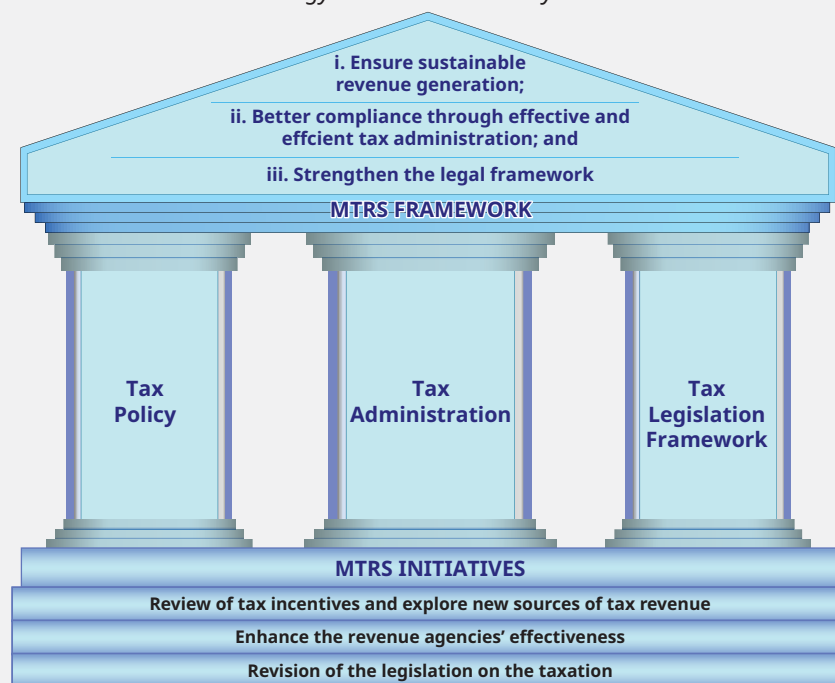 i. Ensure sustainable
revenue generation;
ii. Better compliance through effective and
effcient tax administration; and
iii. Strengthen the legal framework
MTRS FRAMEWORK
Tax
Policy
Tax
Administration
Tax
Legislation
Framework
MTRS INITIATIVES
Review of tax incentives and explore new sources of tax revenue
Enhance the revenue agencies’ effectiveness
Revision of the legislation on the taxation